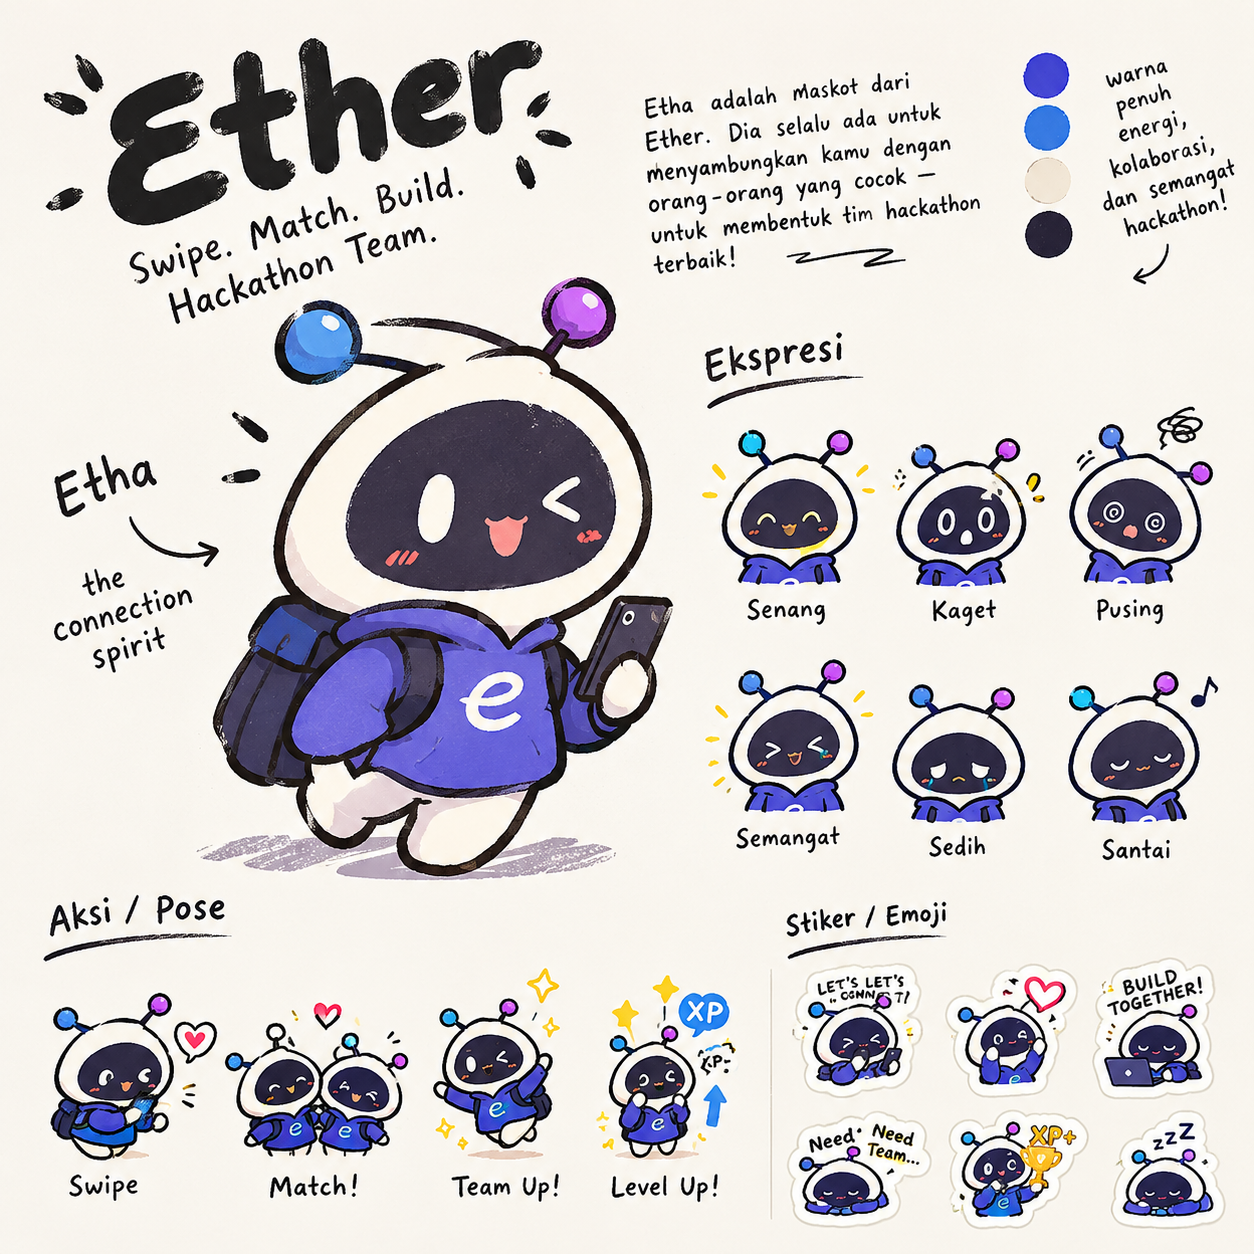 Ether
Swipe. Match. Build.
Hackathon Team.
Etha adalah Maskot dari
Ether. Dia selalu ada untuk
menyambungkan kamu dengan
orang-orang yang cocok —
untuk membentuk tim hackathon
terbaik!
warna
penuh
energi,
kolaborasi,
dan semangat
hackathon!
Etha
the
connection
spirit
e
Ekspresi
Senang
Kaget
Pusing
Semangat
Sedih
Santai
Aksi / Pose
XP
Swipe
Match!
Team Up!
Level Up!
Stiker / Emoji
LET'S LET'S
BUILD
TOGETHER!
Need· Need
Team...
XP+
zzZ